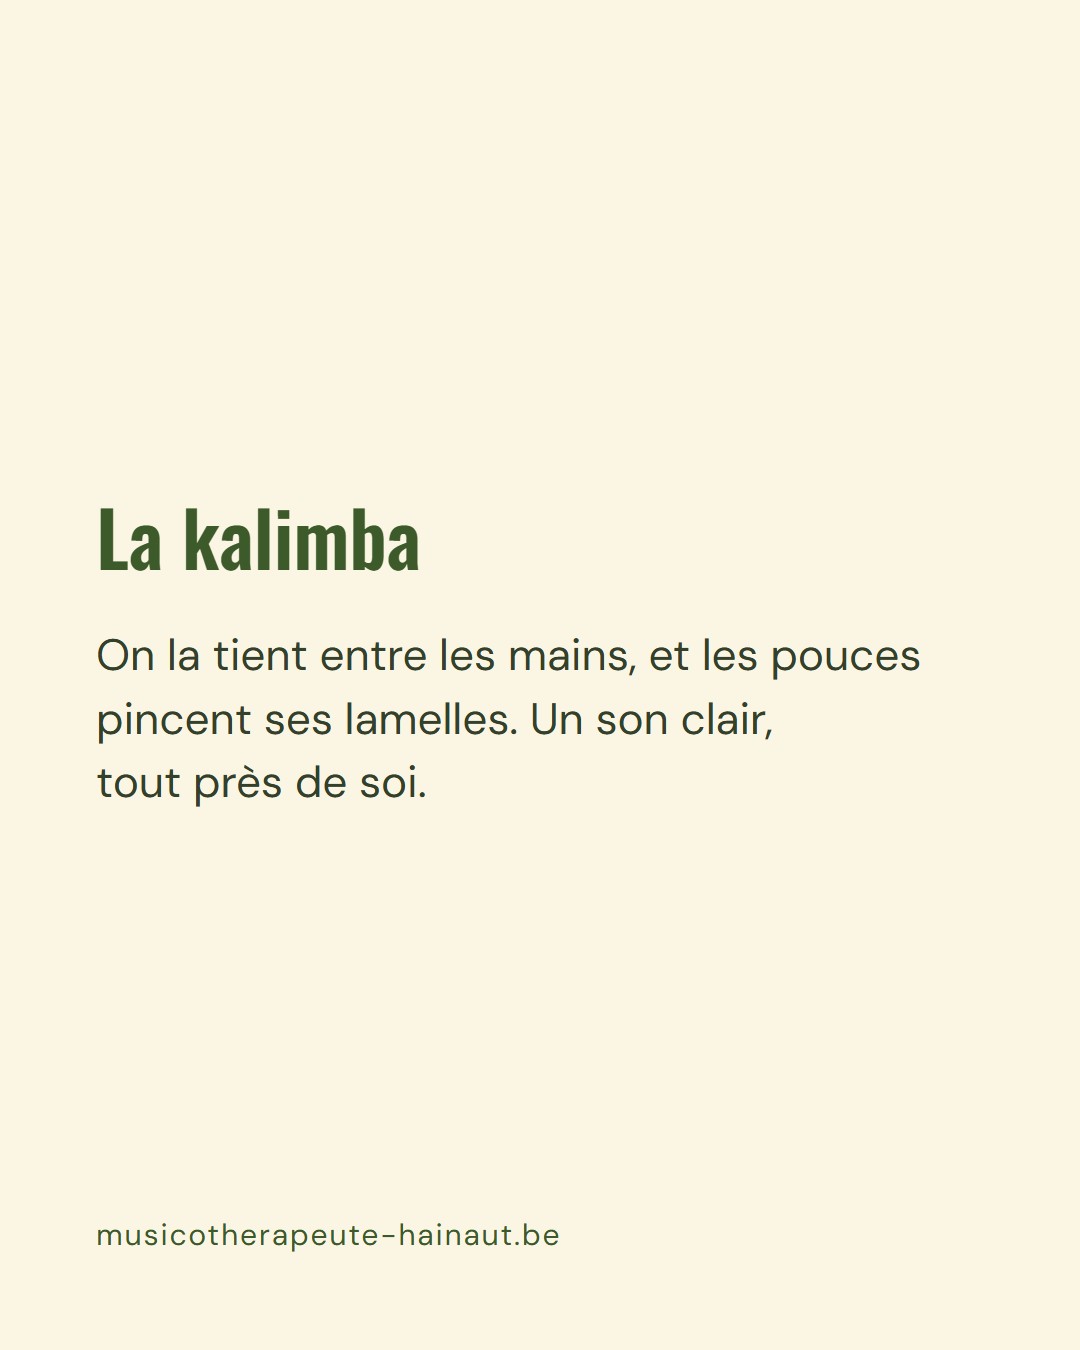 La kalimba
On la tient entre les mains, et les pouces
pincent ses lamelles. Un son clair,
tout près de soi.
musicotherapeute-hainaut.be